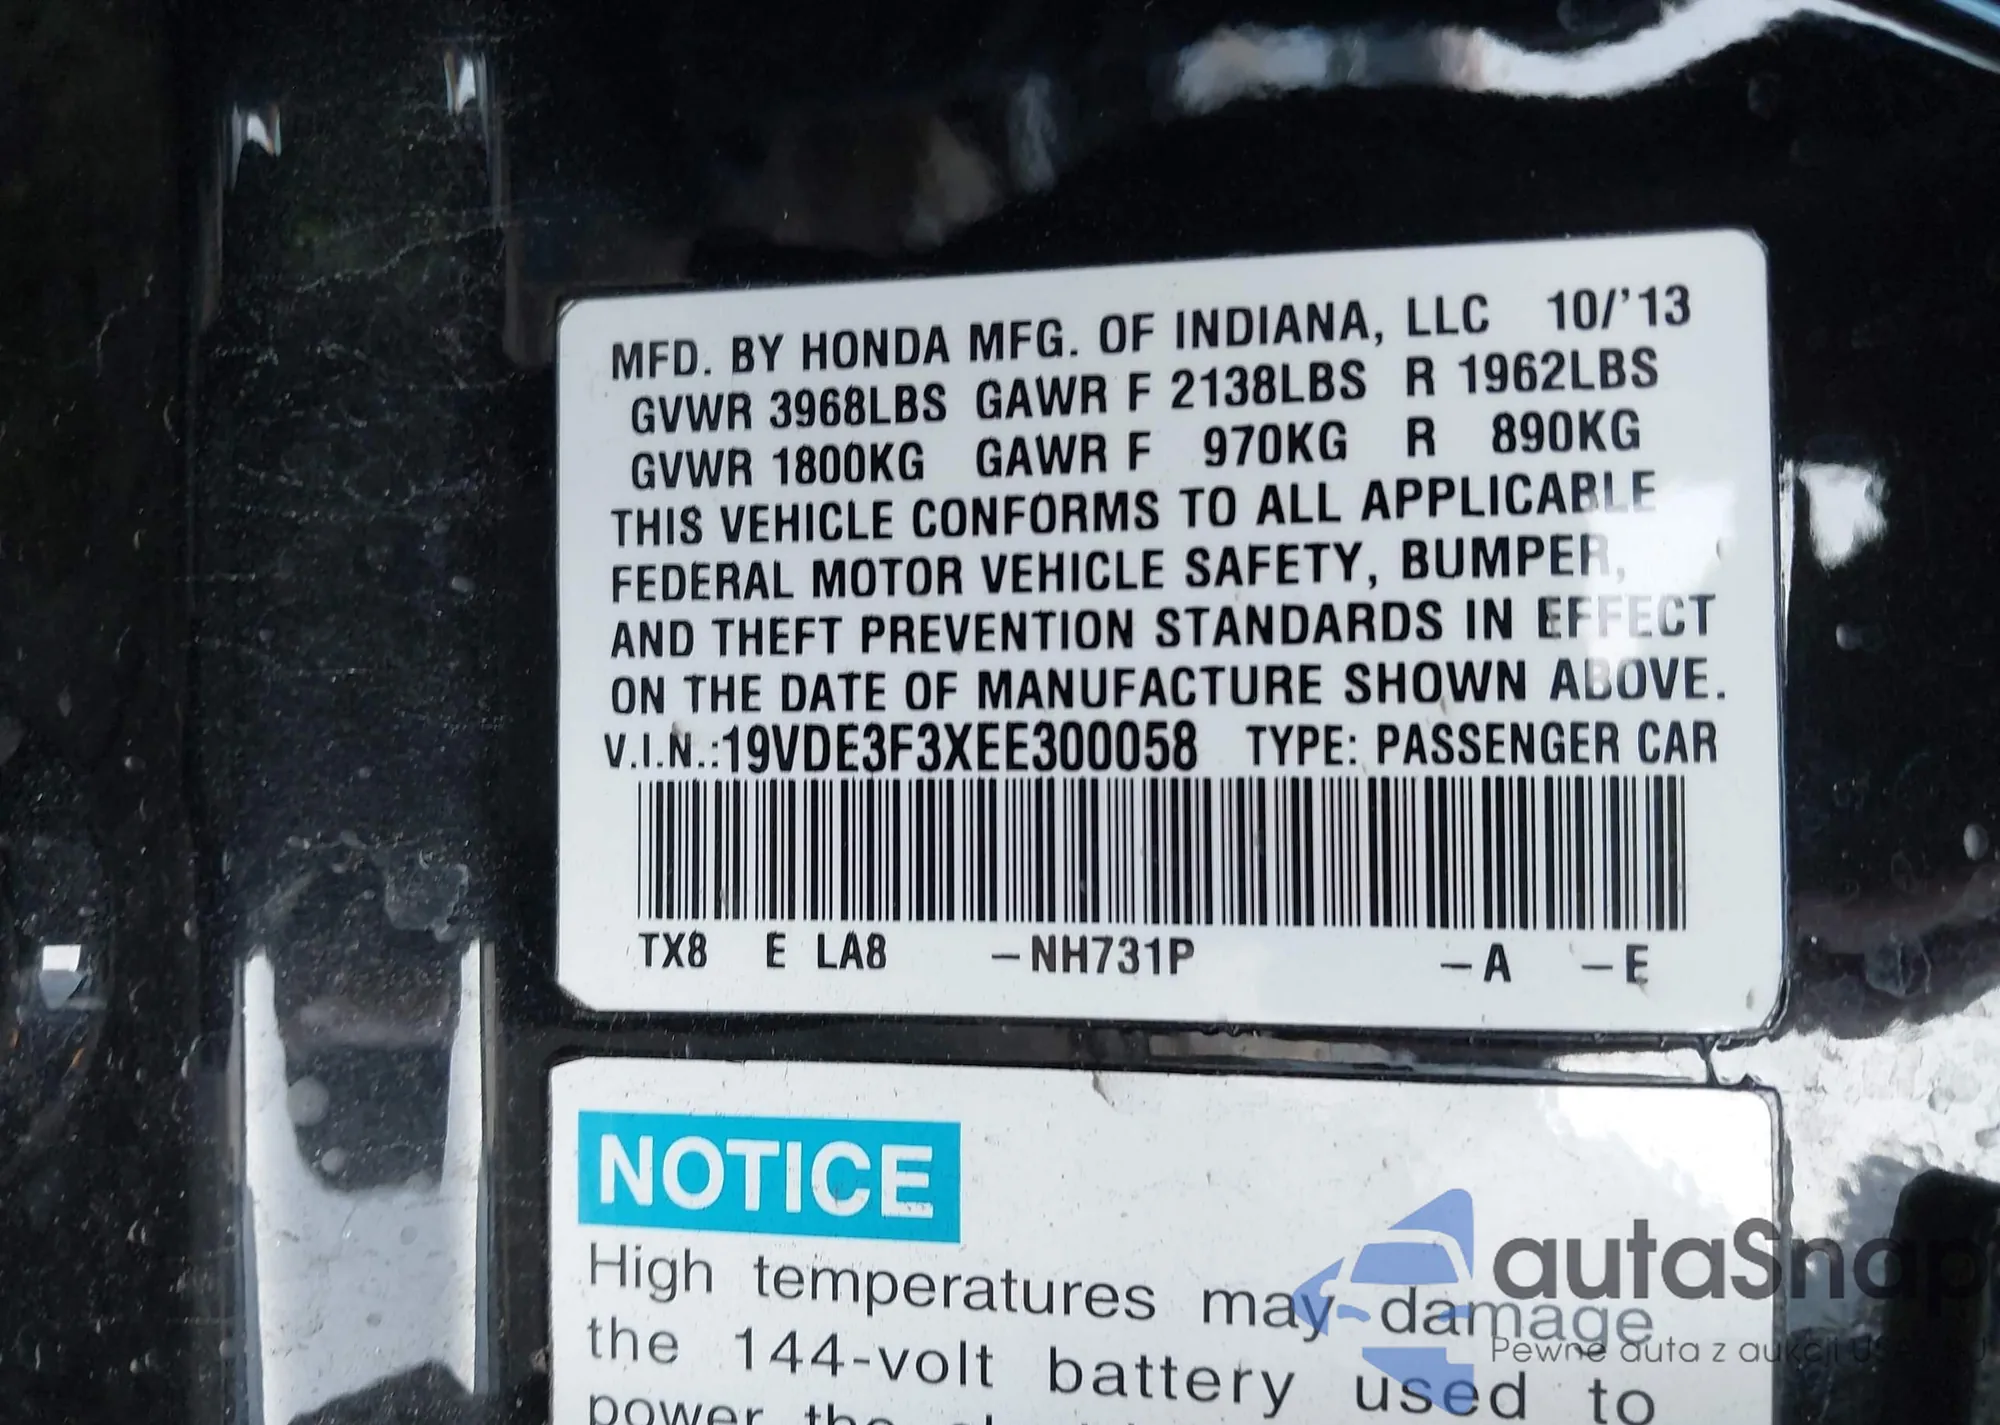 MFD. BY HONDA MFG. OF INDIANA, LLC 10/'13
GVWR 3968LBS GAWR F 2138LBS R 1962LBS
GVWR 1800KG GAWR F 970KG R 890KG
THIS VEHICLE CONFORMS TO ALL APPLICABLE
FEDERAL MOTOR VEHICLE SAFETY, BUMPER,
AND THEFT PREVENTION STANDARDS IN EFFECT
ON THE DATE OF MANUFACTURE SHOWN ABOVE.
V.I.N.:19VDE3F3XEE300058 TYPE: PASSENGER CAR
TX8 E LA8 -NH731P -A -E
NOTICE
High temperatures may damage
the 144-volt battery used to
power the
autaSnap
Pewne auta z aukcji